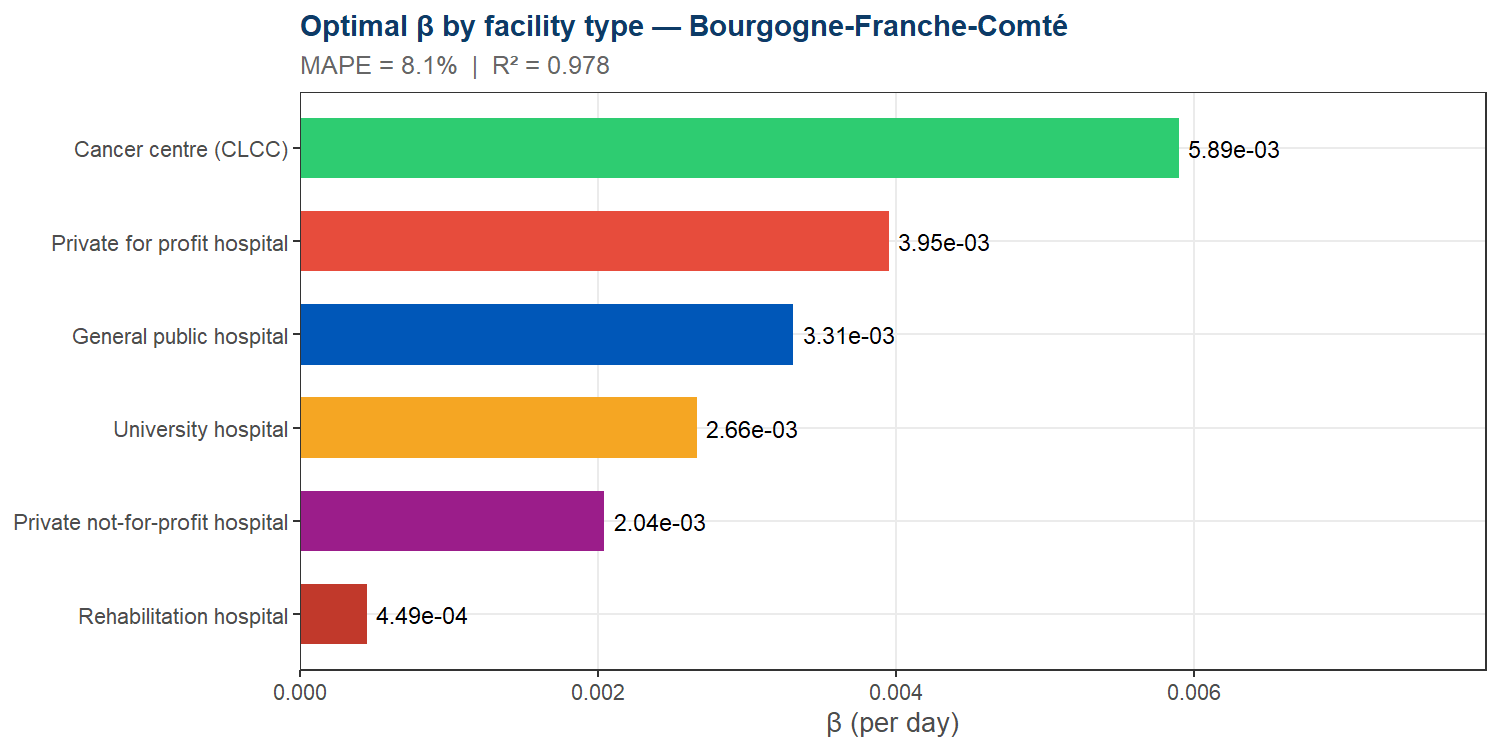 Optimal β by facility type — Bourgogne-Franche-Comté
MAPE = 8.1% | R² = 0.978
Cancer centre (CLCC)
5.89e-03
Private for profit hospital
3.95e-03
General public hospital
3.31e-03
University hospital
2.66e-03
Private not-for-profit hospital
2.04e-03
Rehabilitation hospital
4.49e-04
0.000
0.002
0.004
0.006
β (per day)